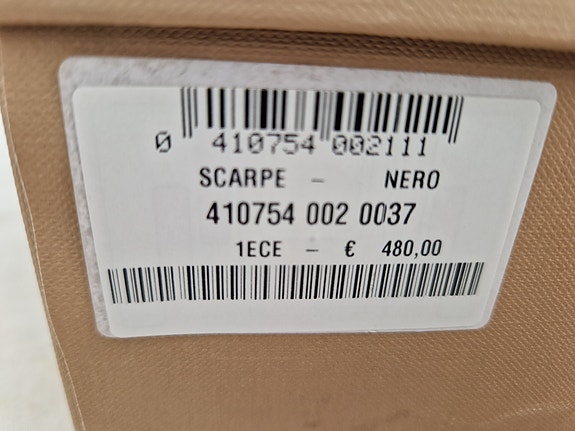 0 410754 002111
SCARPE - NERO
410754 002 0037
1ECE - € 480,00